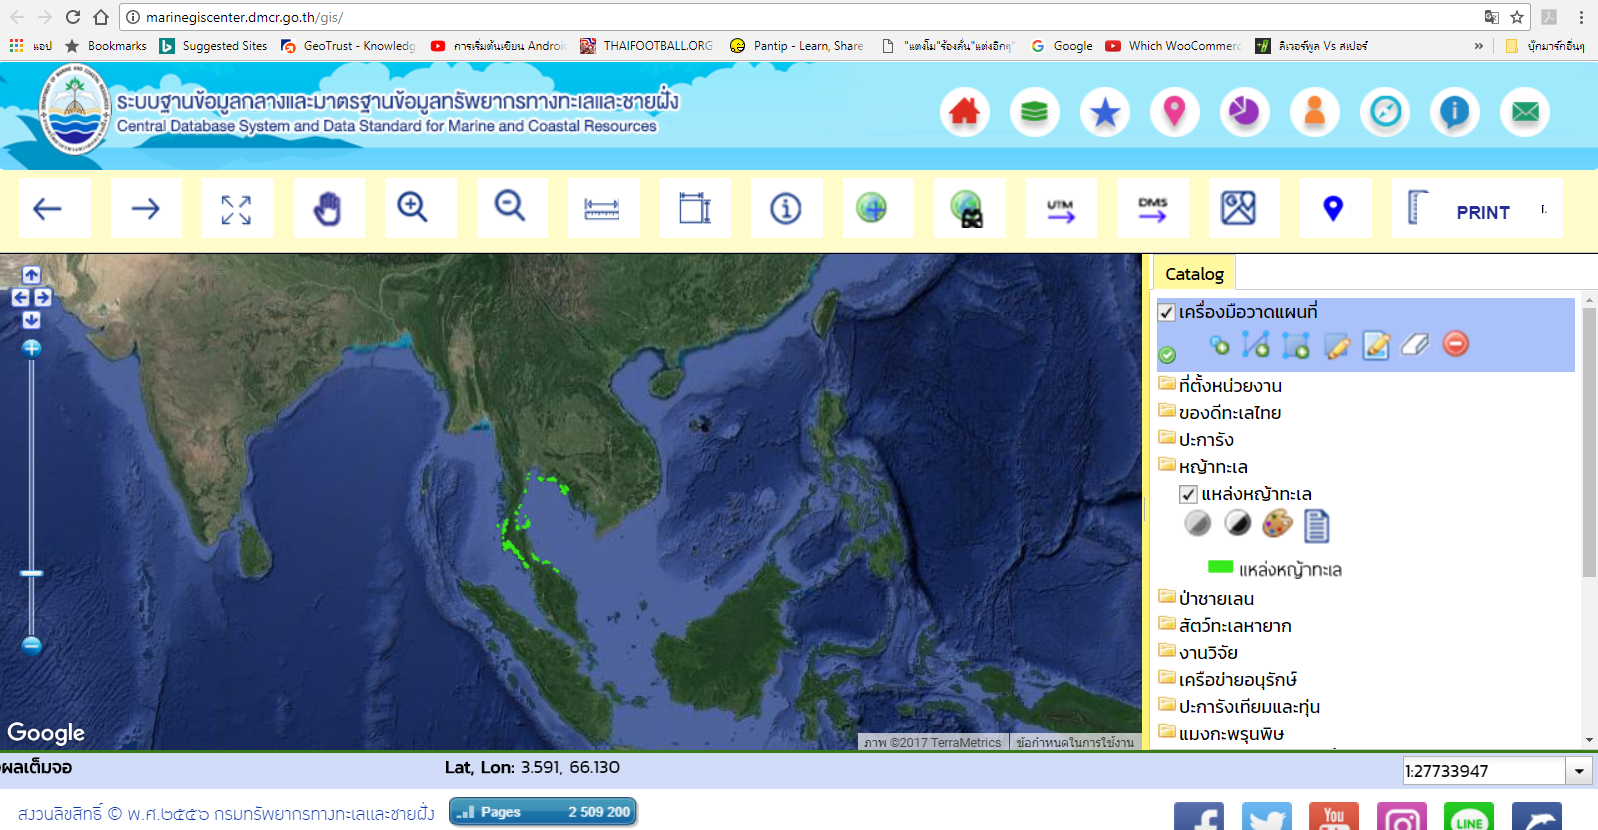 marinegiscenter.dmcr.go.th/gis/
แอป Bookmarks Suggested Sites GeoTrust - Knowledg การเริ่มต้นเขียน Androi THAIFOOTBALL.ORG Pantip - Learn, Share "แตงโม"ร้องลั่น"แต่งอีกๆ" Google Which WooCommerc ลิเวอร์พูล Vs สเปอร์ » บุ๊กมาร์กอื่นๆ
ระบบฐานข้อมูลกลางและมาตรฐานข้อมูลทรัพยากรทางทะเลและชายฝั่ง
Central Database System and Data Standard for Marine and Coastal Resources
UTM DMS PRINT
Catalog
เครื่องมือวาดแผนที่
ที่ตั้งหน่วยงาน
ของดีทะเลไทย
ปะการัง
หญ้าทะเล
แหล่งหญ้าทะเล
แหล่งหญ้าทะเล
ป่าชายเลน
สัตว์ทะเลหายาก
งานวิจัย
เครือข่ายอนุรักษ์
ปะการังเทียมและทุ่น
แมงกะพรุนพิษ
Google
ภาพ ©2017 TerraMetrics ข้อกำหนดในการใช้งาน
ผลเต็มจอ Lat, Lon: 3.591, 66.130 1:27733947
สงวนลิขสิทธิ์ © พ.ศ.๒๕๕๖ กรมทรัพยากรทางทะเลและชายฝั่ง Pages 2 509 200
You
LINE